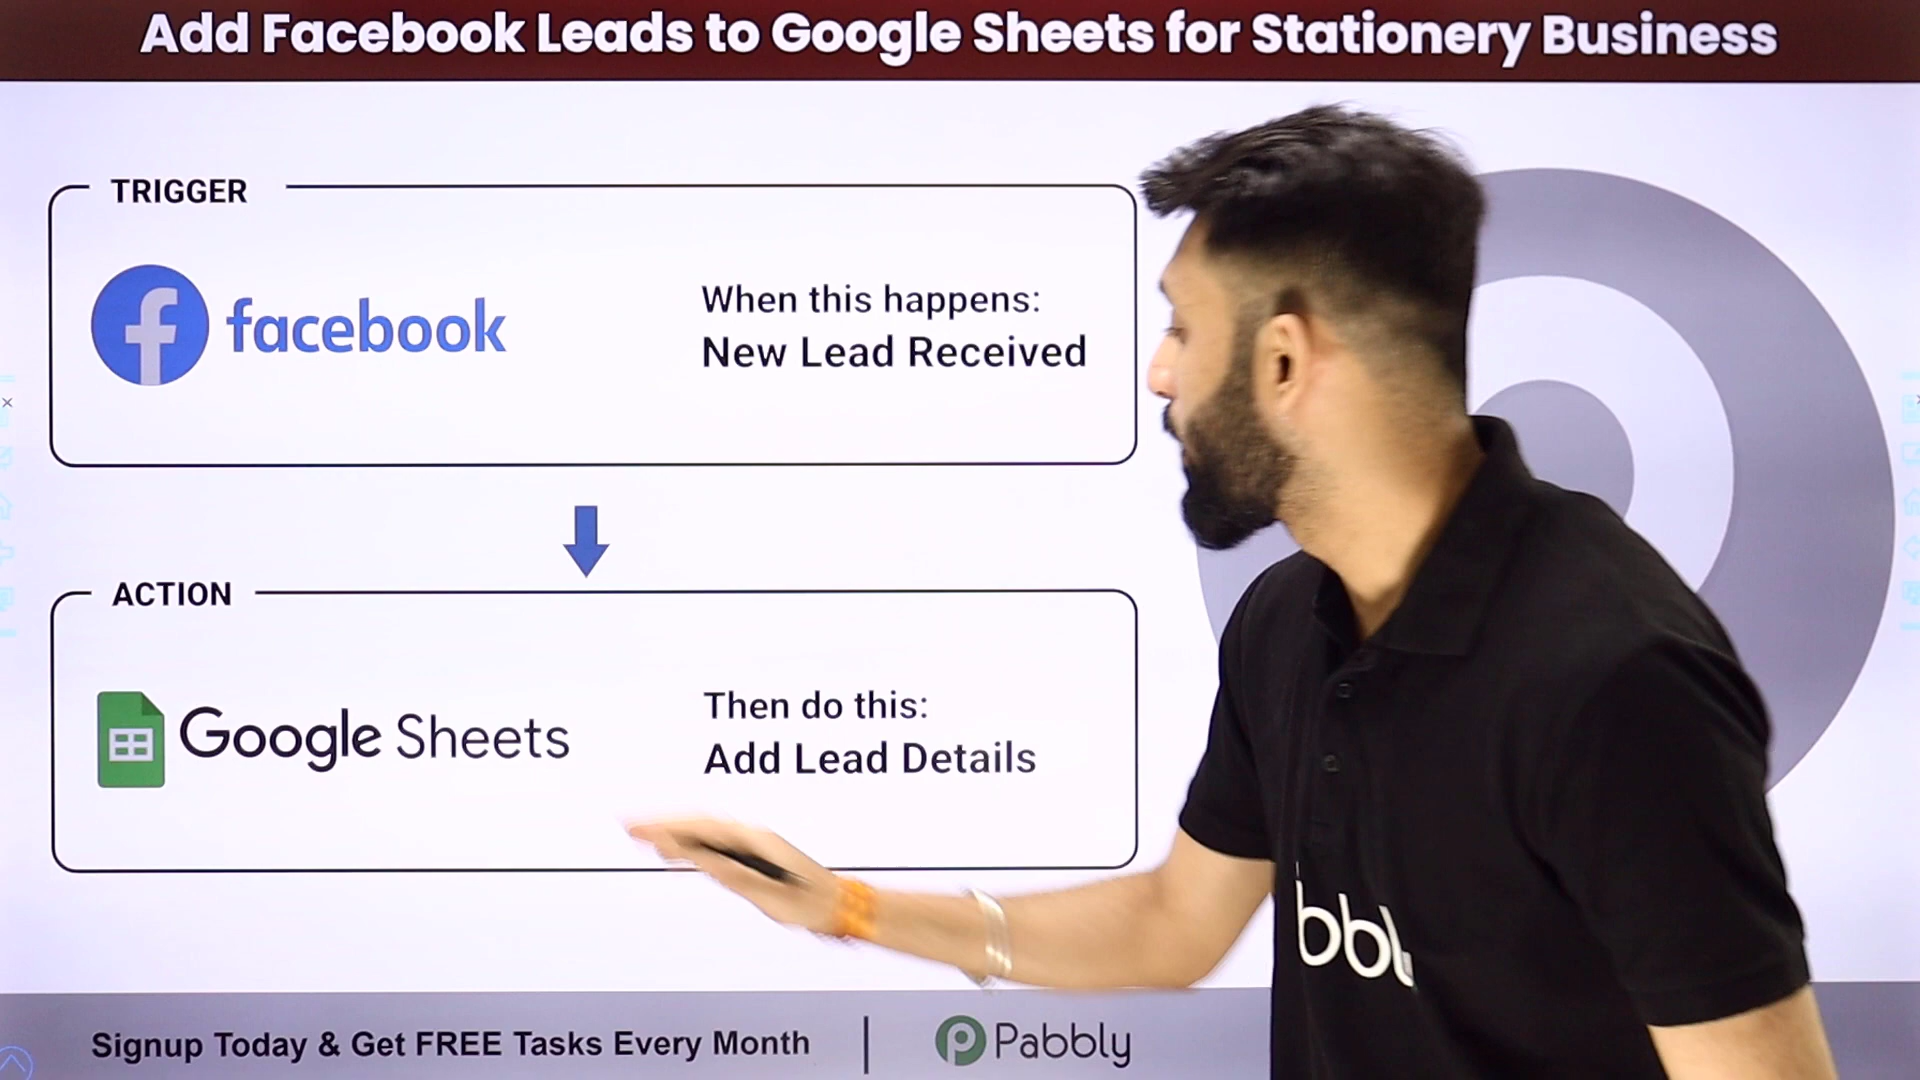 Add Facebook Leads to Google Sheets for Stationery Business
TRIGGER
facebook
When this happens:
New Lead Received
ACTION
Google Sheets
Then do this:
Add Lead Details
bbl
Signup Today & Get FREE Tasks Every Month
Pabbly